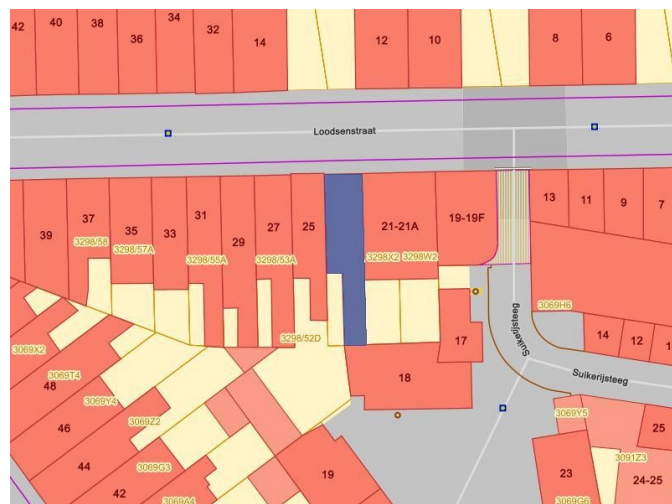 42
40
38
36
34
32
14
12
10
8
6
Loodsenstraat
39
37
35
33
31
29
27
25
21-21A
19-19F
13
11
9
7
3298/58
3298/57A
3298/55A
3298/53A
3298X2
3298W2
3298/52D
3069H6
Suikerijsteeg
17
14
12
3069X2
3069T4
48
3069Y4
46
3069Z2
44
3069G3
42
3069A4
18
19
Suikerijsteeg
3069Y5
25
3091Z3
23
24-25
3069G6